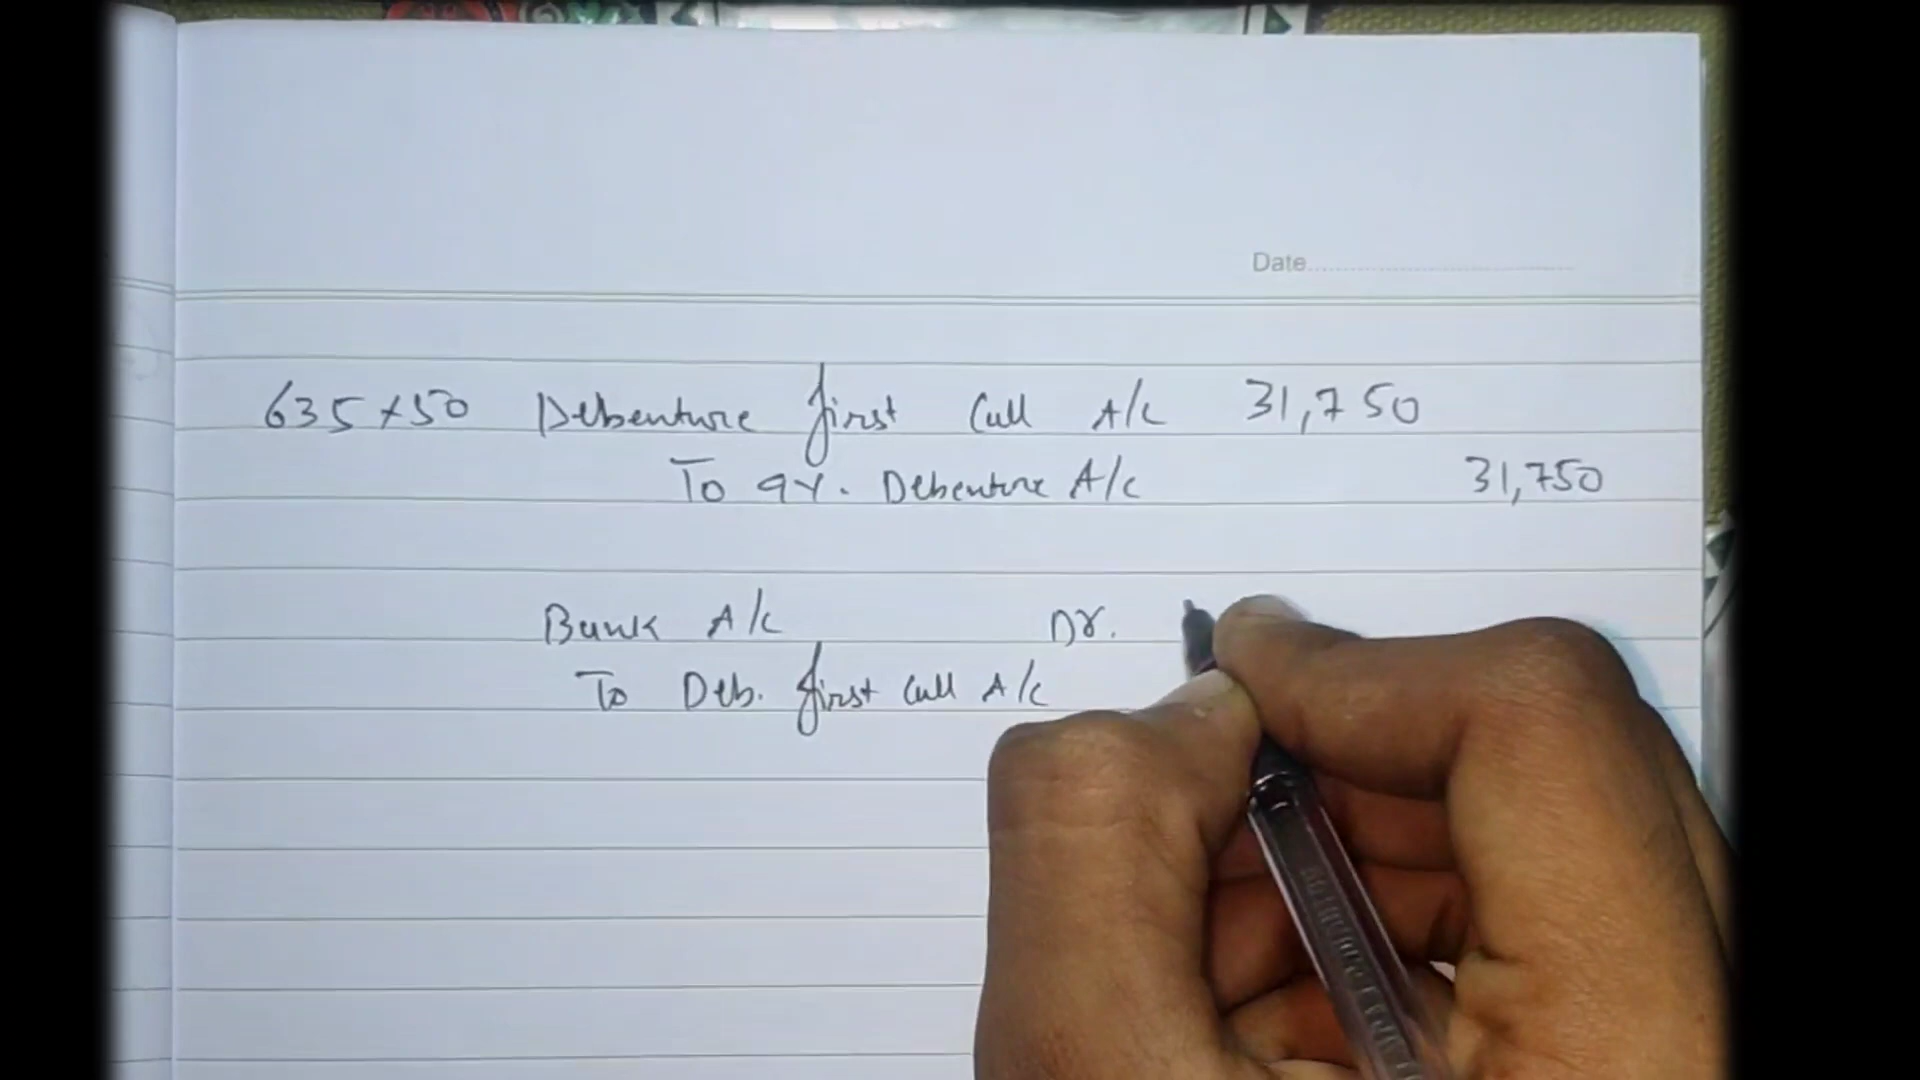 Date
635 x 50 Debenture first Call A/c 31,750
To 9%. Debenture A/c 31,750
Bank A/c Dr.
To Deb. first Call A/c